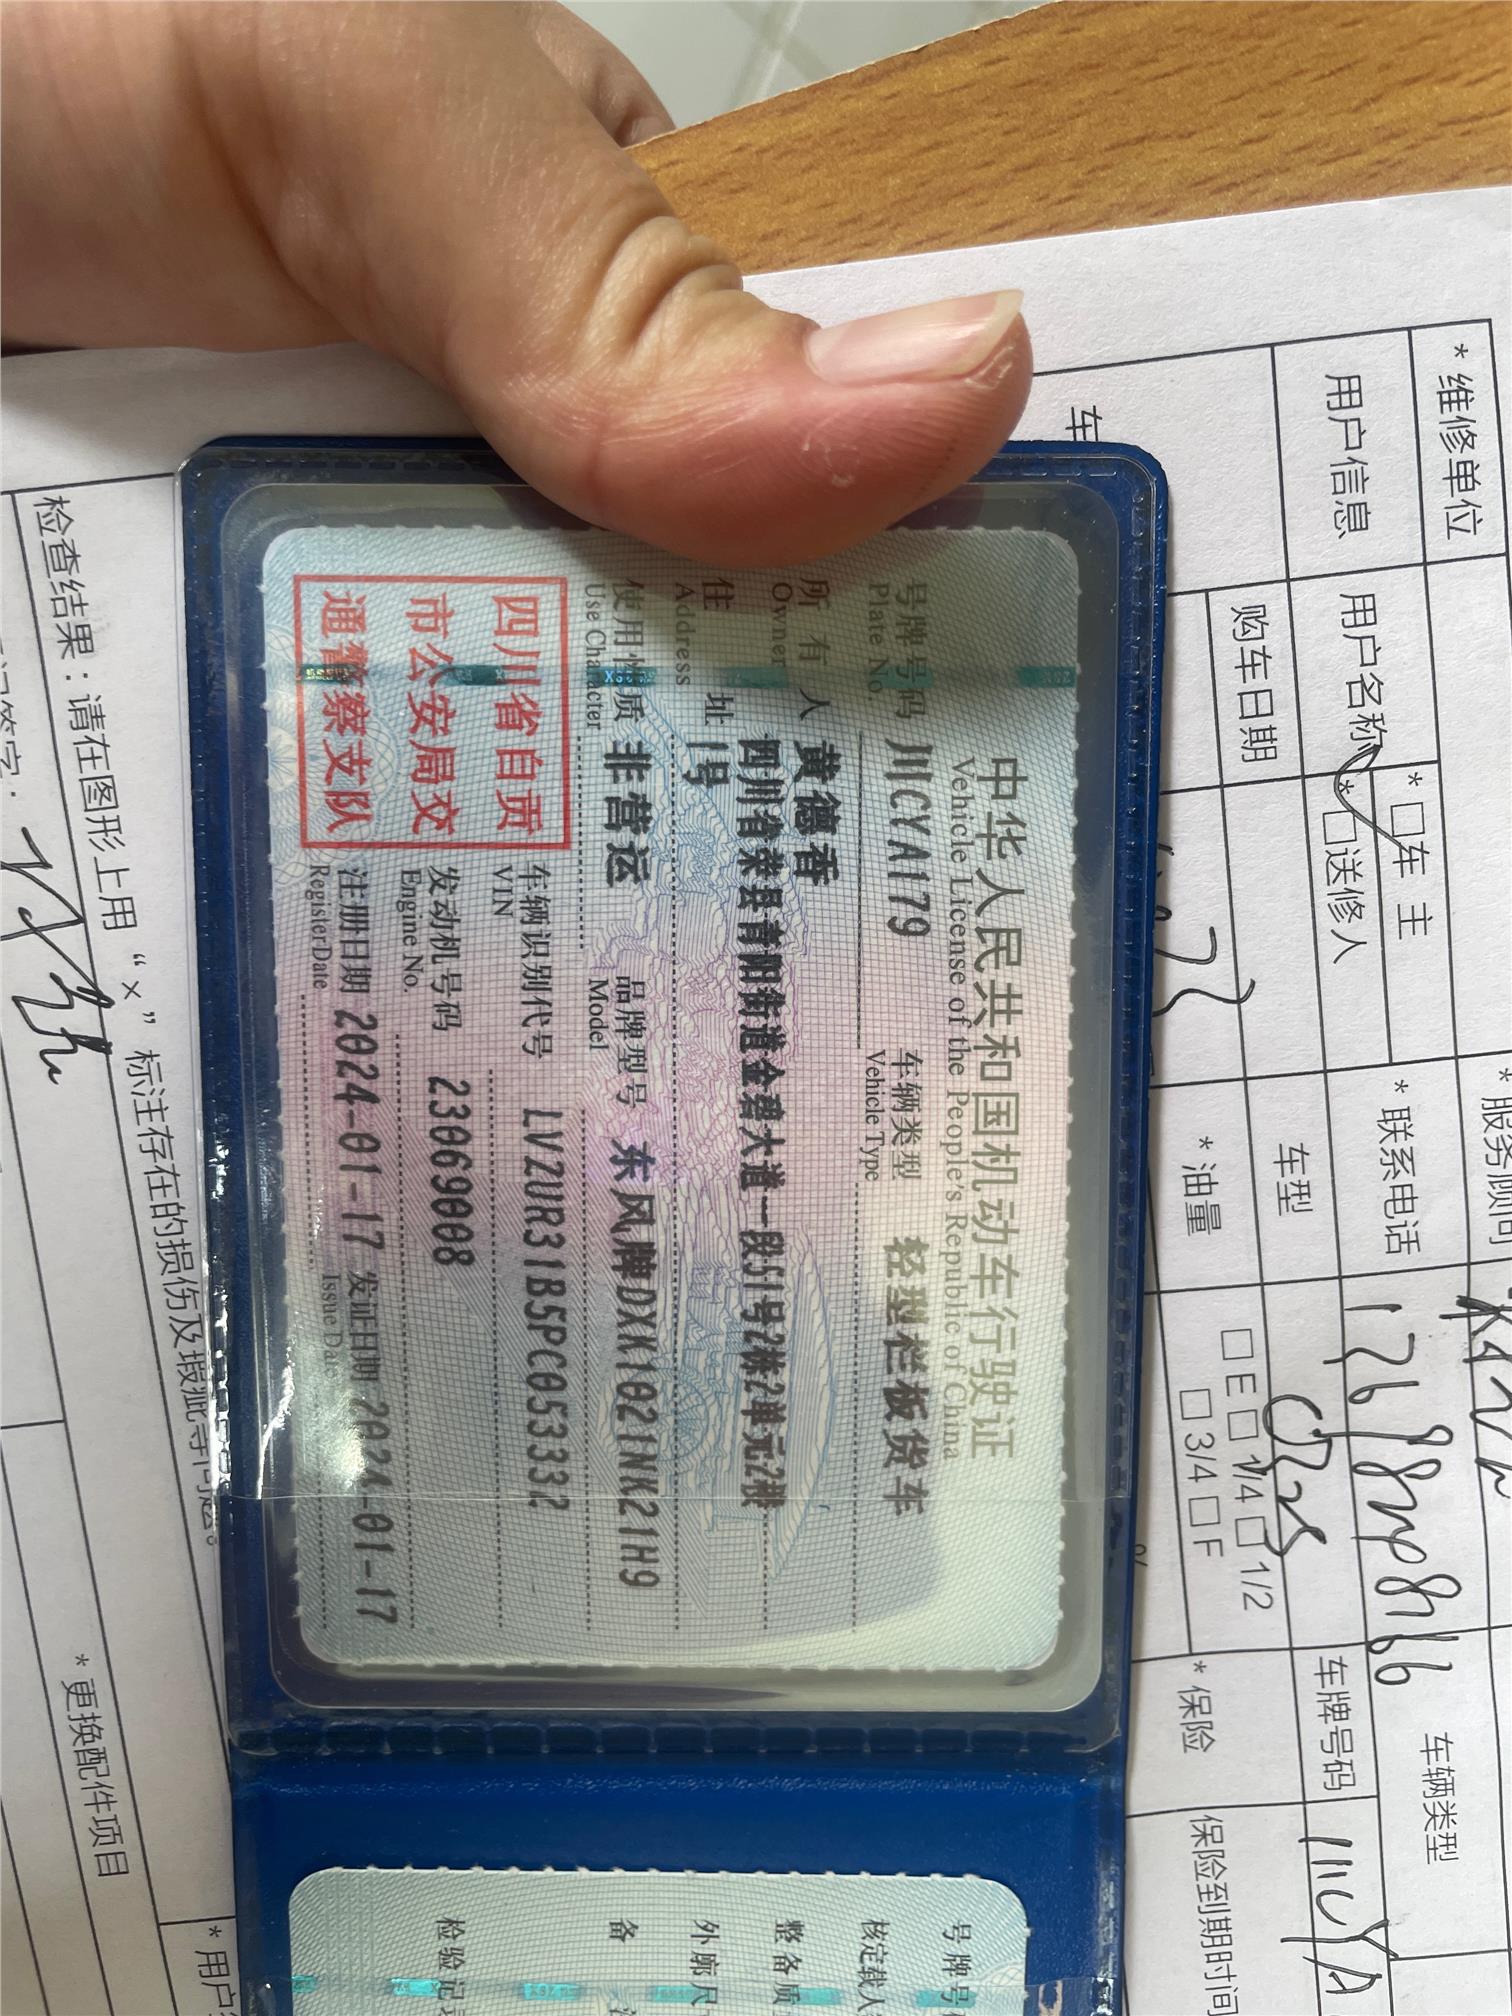 中华人民共和国机动车行驶证
Vehicle License of the People's Republic of China
号牌号码 川CYA179 车辆类型 轻型栏板货车
Plate No. Vehicle Type
所有人 黄德香
Owner
住址 四川省荣县青阳街道金碧大道一段51号2栋2单元2楼
1号
Address
使用性质 非营运 品牌型号 东风牌DXK1021NK21H9
Use Character Model
四川省自贡
市公安局交
通警察支队
车辆识别代号 LVZUR31B5PC053332
VIN
发动机号码 23069008
Engine No.
注册日期 2024-01-17 发证日期 2024-01-17
RegislerDate Issue Date
号牌号
核定载人
整备质
外廓尺
备
检验记
*维修单位
*服务顾问
用户信息
用户名称
*□车 主
*□送修人
*联系电话
车辆类型
购车日期
车型
车牌号码
*油量
□E □1/4 □1/2
□3/4 □F
*保险
保险到期时间
检查结果:请在图形上用“×”标注存在的损伤及瑕疵等问题。
*更换配件项目
*用户